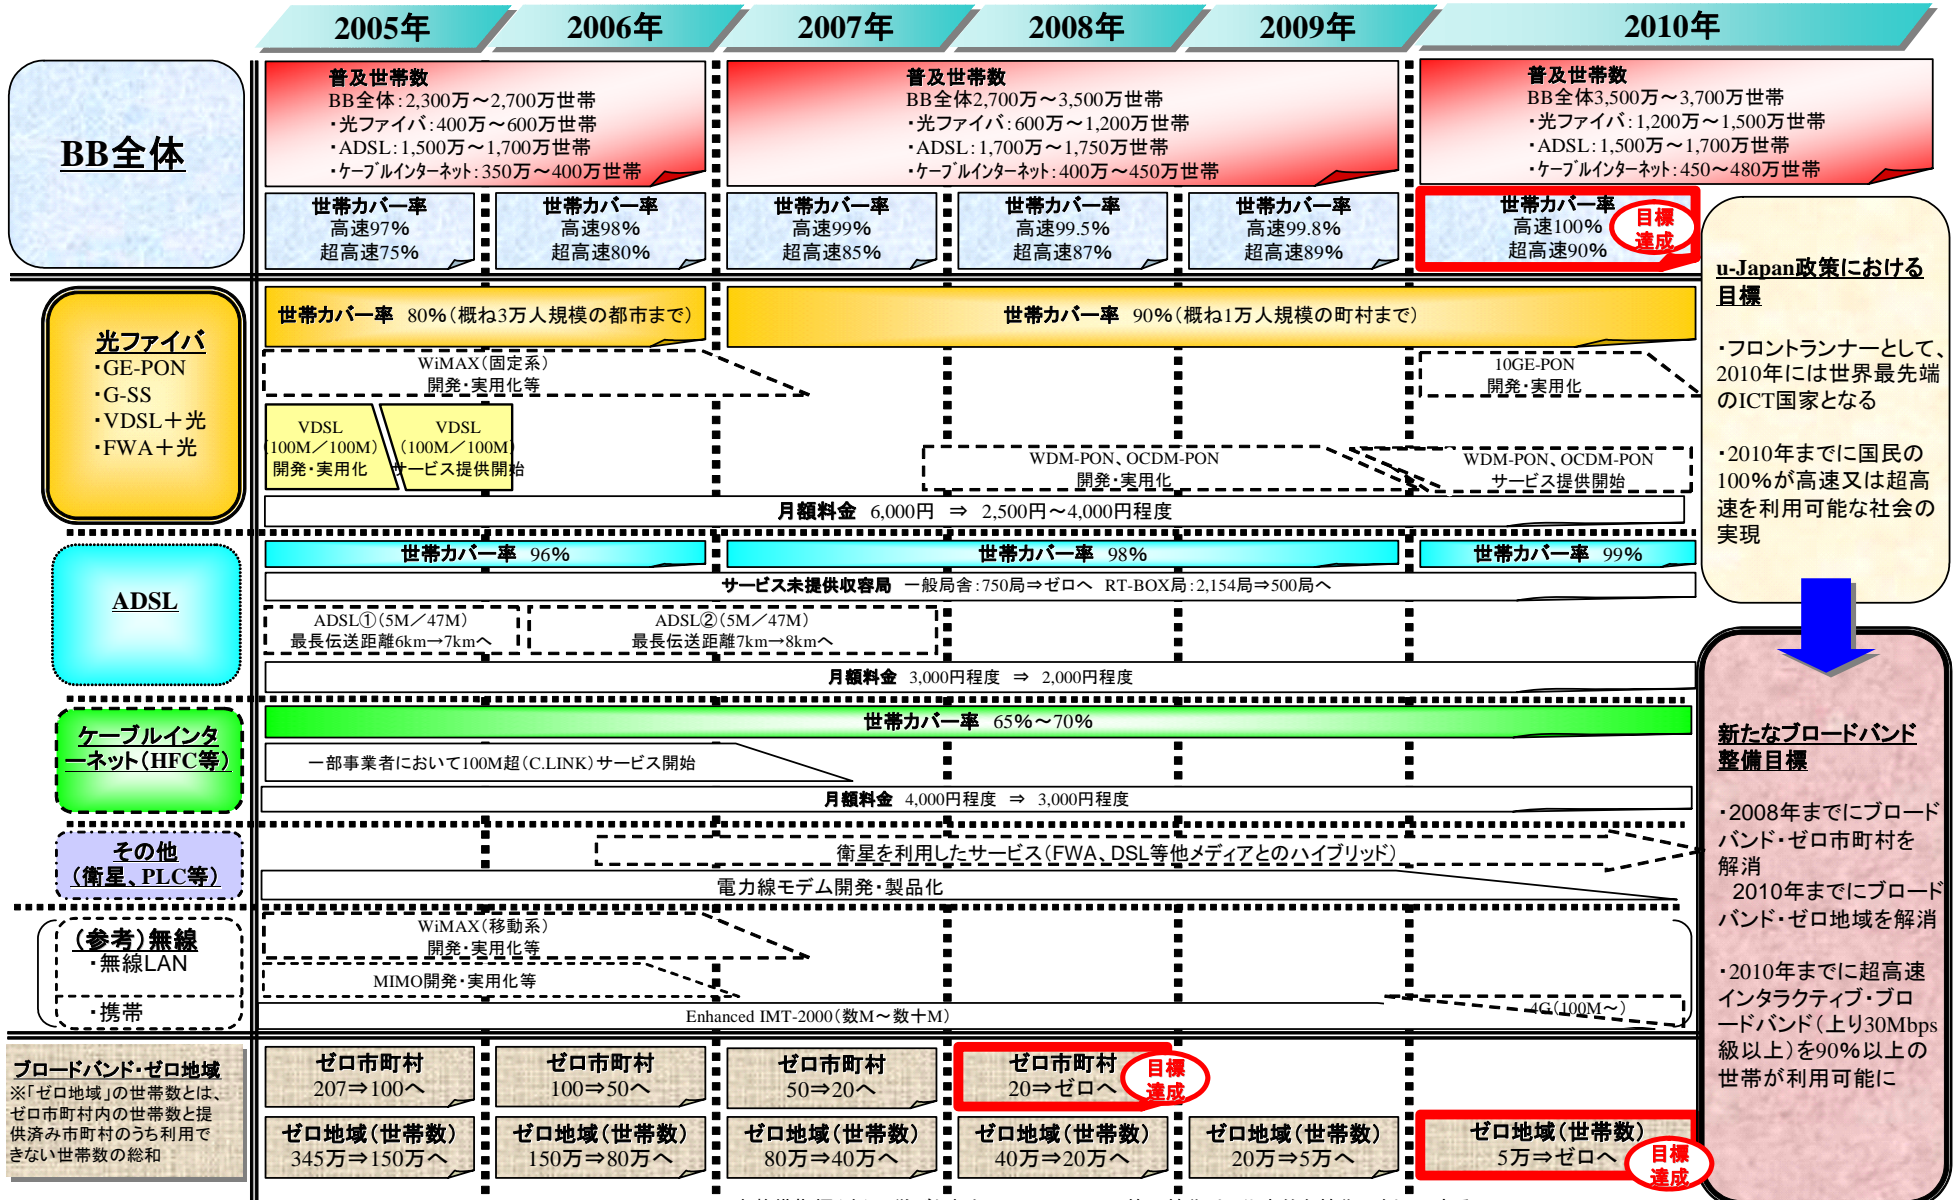 2005年
2006年
2007年
2008年
2009年
2010年
BB全体
普及世帯数
BB全体：2,300万～2,700万世帯
・光ファイバ：400万～600万世帯
・ADSL：1,500万～1,700万世帯
・ケーブルインターネット：350万～400万世帯
普及世帯数
BB全体2,700万～3,500万世帯
・光ファイバ：600万～1,200万世帯
・ADSL：1,700万～1,750万世帯
・ケーブルインターネット：400万～450万世帯
普及世帯数
BB全体3,500万～3,700万世帯
・光ファイバ：1,200万～1,500万世帯
・ADSL：1,500万～1,700万世帯
・ケーブルインターネット：450～480万世帯
世帯カバー率
高速97%
超高速75%
世帯カバー率
高速98%
超高速80%
世帯カバー率
高速99%
超高速85%
世帯カバー率
高速99.5%
超高速87%
世帯カバー率
高速99.8%
超高速89%
世帯カバー率
高速100%
超高速90%
目標
達成
光ファイバ
・GE-PON
・G-SS
・VDSL＋光
・FWA＋光
世帯カバー率 80%（概ね3万人規模の都市まで）
世帯カバー率 90%（概ね1万人規模の町村まで）
WiMAX（固定系）
開発・実用化等
10GE-PON
開発・実用化
VDSL
（100M／100M）
開発・実用化
VDSL
（100M／100M）
サービス提供開始
WDM-PON、OCDM-PON
開発・実用化
WDM-PON、OCDM-PON
サービス提供開始
月額料金 6,000円 ⇒ 2,500円～4,000円程度
ADSL
世帯カバー率 96%
世帯カバー率 98%
世帯カバー率 99%
サービス未提供収容局 一般局舎：750局⇒ゼロへ RT-BOX局：2,154局⇒500局へ
ADSL①（5M／47M）
最長伝送距離6km→7kmへ
ADSL②（5M／47M）
最長伝送距離7km→8kmへ
月額料金 3,000円程度 ⇒ 2,000円程度
ケーブルインタ
ーネット（HFC等）
世帯カバー率 65%～70%
一部事業者において100M超（C.LINK）サービス開始
月額料金 4,000円程度 ⇒ 3,000円程度
その他
（衛星、PLC等）
衛星を利用したサービス（FWA、DSL等他メディアとのハイブリッド）
電力線モデム開発・製品化
（参考）無線
・無線LAN
・携帯
WiMAX（移動系）
開発・実用化等
MIMO開発・実用化等
Enhanced IMT-2000（数M～数十M）
4G（100M～）
ブロードバンド・ゼロ地域
※「ゼロ地域」の世帯数とは、
ゼロ市町村内の世帯数と提
供済み市町村のうち利用で
きない世帯数の総和
ゼロ市町村
207⇒100へ
ゼロ市町村
100⇒50へ
ゼロ市町村
50⇒20へ
ゼロ市町村
20⇒ゼロへ
目標
達成
ゼロ地域（世帯数）
345万⇒150万へ
ゼロ地域（世帯数）
150万⇒80万へ
ゼロ地域（世帯数）
80万⇒40万へ
ゼロ地域（世帯数）
40万⇒20万へ
ゼロ地域（世帯数）
20万⇒5万へ
ゼロ地域（世帯数）
5万⇒ゼロへ
目標
達成
u-Japan政策における
目標
・フロントランナーとして、
2010年には世界最先端
のICT国家となる
・2010年までに国民の
100%が高速又は超高
速を利用可能な社会の
実現
新たなブロードバンド
整備目標
・2008年までにブロード
バンド・ゼロ市町村を
解消
2010年までにブロード
バンド・ゼロ地域を解消
・2010年までに超高速
インタラクティブ・ブロ
ードバンド（上り30Mbps
級以上）を90%以上の
世帯が利用可能に